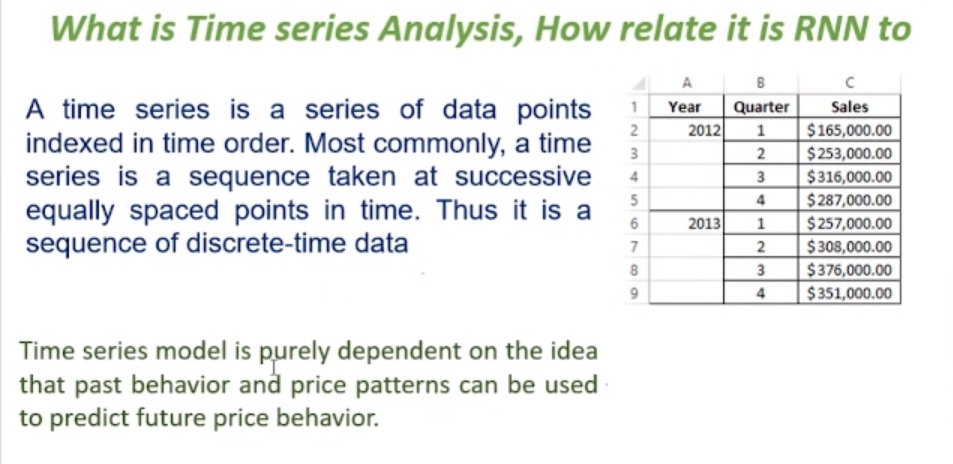 What is Time series Analysis, How relate it is RNN to
A time series is a series of data points
indexed in time order. Most commonly, a time
series is a sequence taken at successive
equally spaced points in time. Thus it is a
sequence of discrete-time data
A B C
1 Year Quarter Sales
2 2012 1 $165,000.00
3 2 $253,000.00
4 3 $316,000.00
5 4 $287,000.00
6 2013 1 $257,000.00
7 2 $308,000.00
8 3 $376,000.00
9 4 $351,000.00
Time series model is purely dependent on the idea
that past behavior and price patterns can be used
to predict future price behavior.